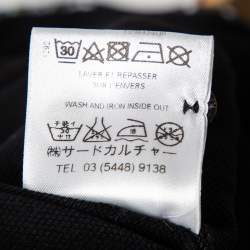 30
LAVER ET REPASSER
SUR L'ENVERS
WASH AND IRON INSIDE OUT
(株)サードカルチャー
TEL 03 (5448) 9138